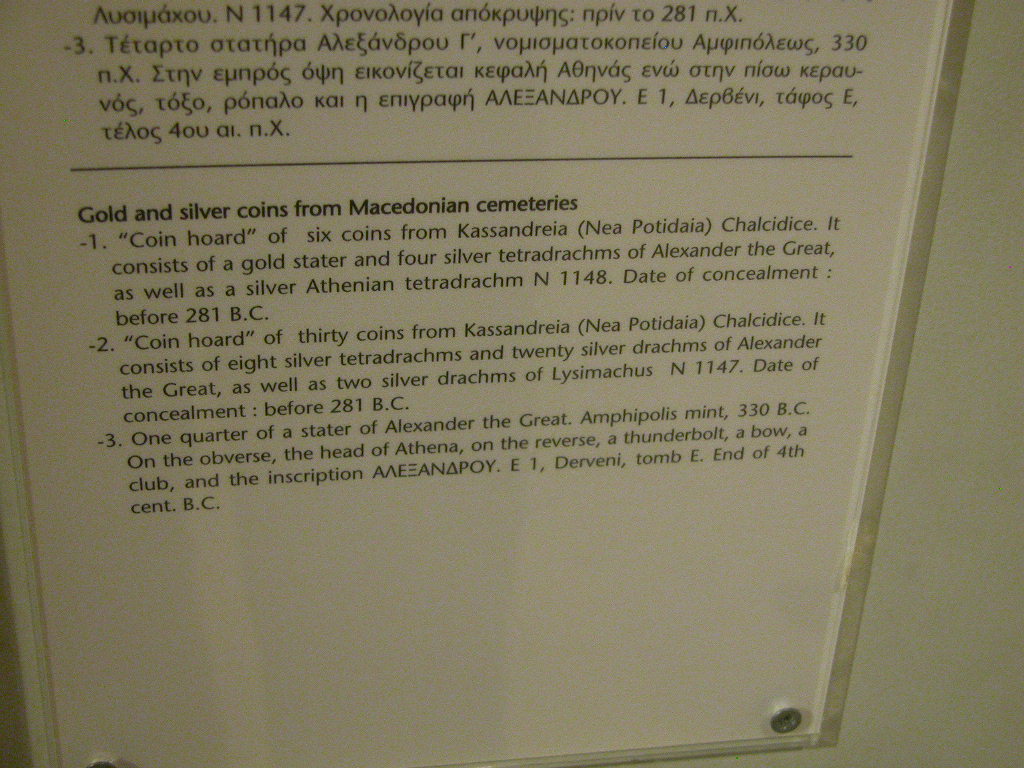 Λυσιμάχου. Ν 1147. Χρονολογία απόκρυψης: πρίν το 281 π.Χ.
-3. Τέταρτο στατήρα Αλεξάνδρου Γ’, νομισματοκοπείου Αμφιπόλεως, 330
π.Χ. Στην εμπρός όψη εικονίζεται κεφαλή Αθηνάς ενώ στην πίσω κεραυ-
νός, τόξο, ρόπαλο και η επιγραφή ΑΛΕΞΑΝΔΡΟΥ. Ε 1, Δερβένι, τάφος Ε,
τέλος 4ου αι. π.Χ.
Gold and silver coins from Macedonian cemeteries
-1. “Coin hoard” of six coins from Kassandreia (Nea Potidaia) Chalcidice. It
consists of a gold stater and four silver tetradrachms of Alexander the Great,
as well as a silver Athenian tetradrachm N 1148. Date of concealment :
before 281 B.C.
-2. “Coin hoard” of thirty coins from Kassandreia (Nea Potidaia) Chalcidice. It
consists of eight silver tetradrachms and twenty silver drachms of Alexander
the Great, as well as two silver drachms of Lysimachus N 1147. Date of
concealment : before 281 B.C.
-3. One quarter of a stater of Alexander the Great. Amphipolis mint, 330 B.C.
On the obverse, the head of Athena, on the reverse, a thunderbolt, a bow, a
club, and the inscription ΑΛΕΞΑΝΔΡΟΥ. E 1, Derveni, tomb E. End of 4th
cent. B.C.